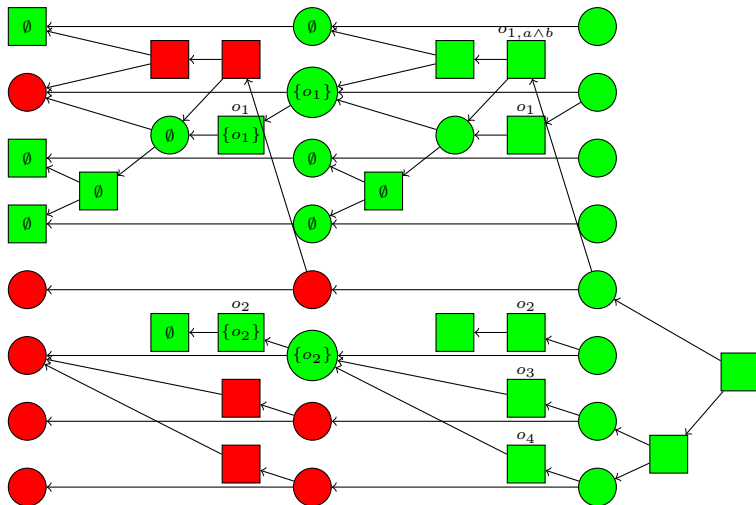 ∅ ∅
o₁,ₐ∧b
{o₁}
o₁ o₁
∅ {o₁}
∅ ∅
∅ ∅
∅ ∅
o₂ o₂
∅ {o₂}
{o₂}
o₃
o₄